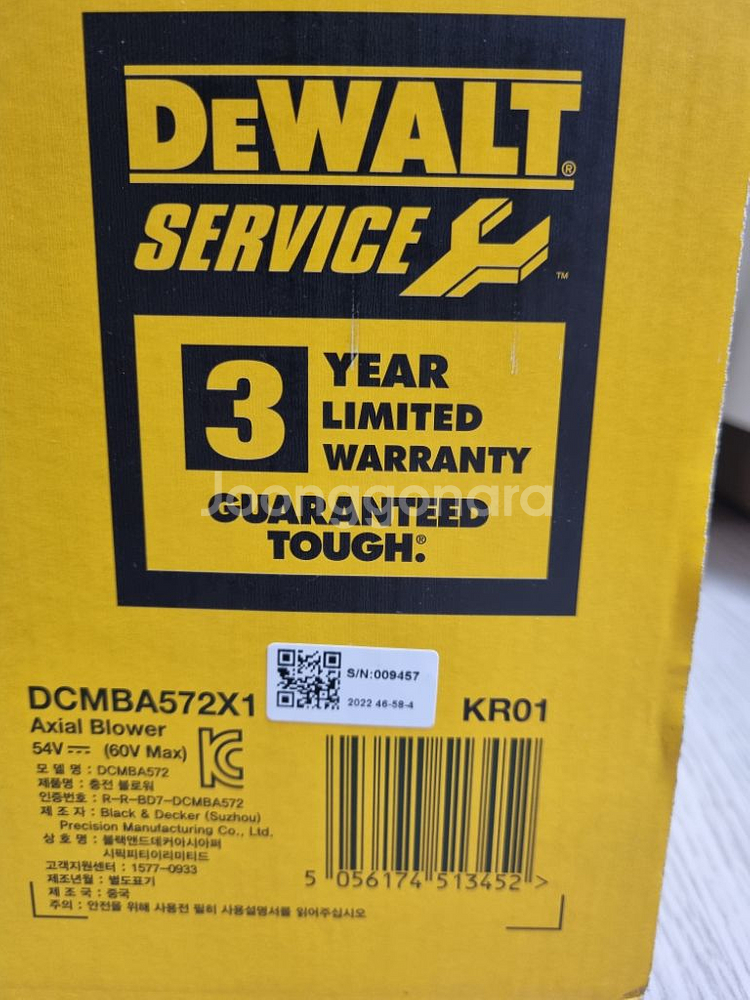 DEWALT®
SERVICE™
3 YEAR
LIMITED
WARRANTY
GUARANTEED
TOUGH.®
Joonggonara
S/N:009457
2022 46-58-4
DCMBA572X1
KR01
Axial Blower
54V (60V Max)
모 델 명 : DCMBA572
제품명 : 충전 블로워
인증번호 : R-R-BD7-DCMBA572
제 조 자 : Black & Decker (Suzhou)
Precision Manufacturing Co., Ltd.
상 호 명 : 블랙앤드데커아시아퍼
시픽피티이리미티드
고객지원센터 : 1577-0933
제조년월 : 별도표기
제 조 국 : 중국
주의 : 안전을 위해 사용전 필히 사용설명서를 읽어주십시오
5 056174 513452 >